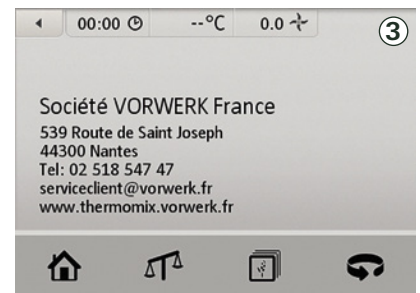 00:00 --°C 0.0 3
Société VORWERK France
539 Route de Saint Joseph
44300 Nantes
Tel: 02 518 547 47
serviceclient@vorwerk.fr
www.thermomix.vorwerk.fr